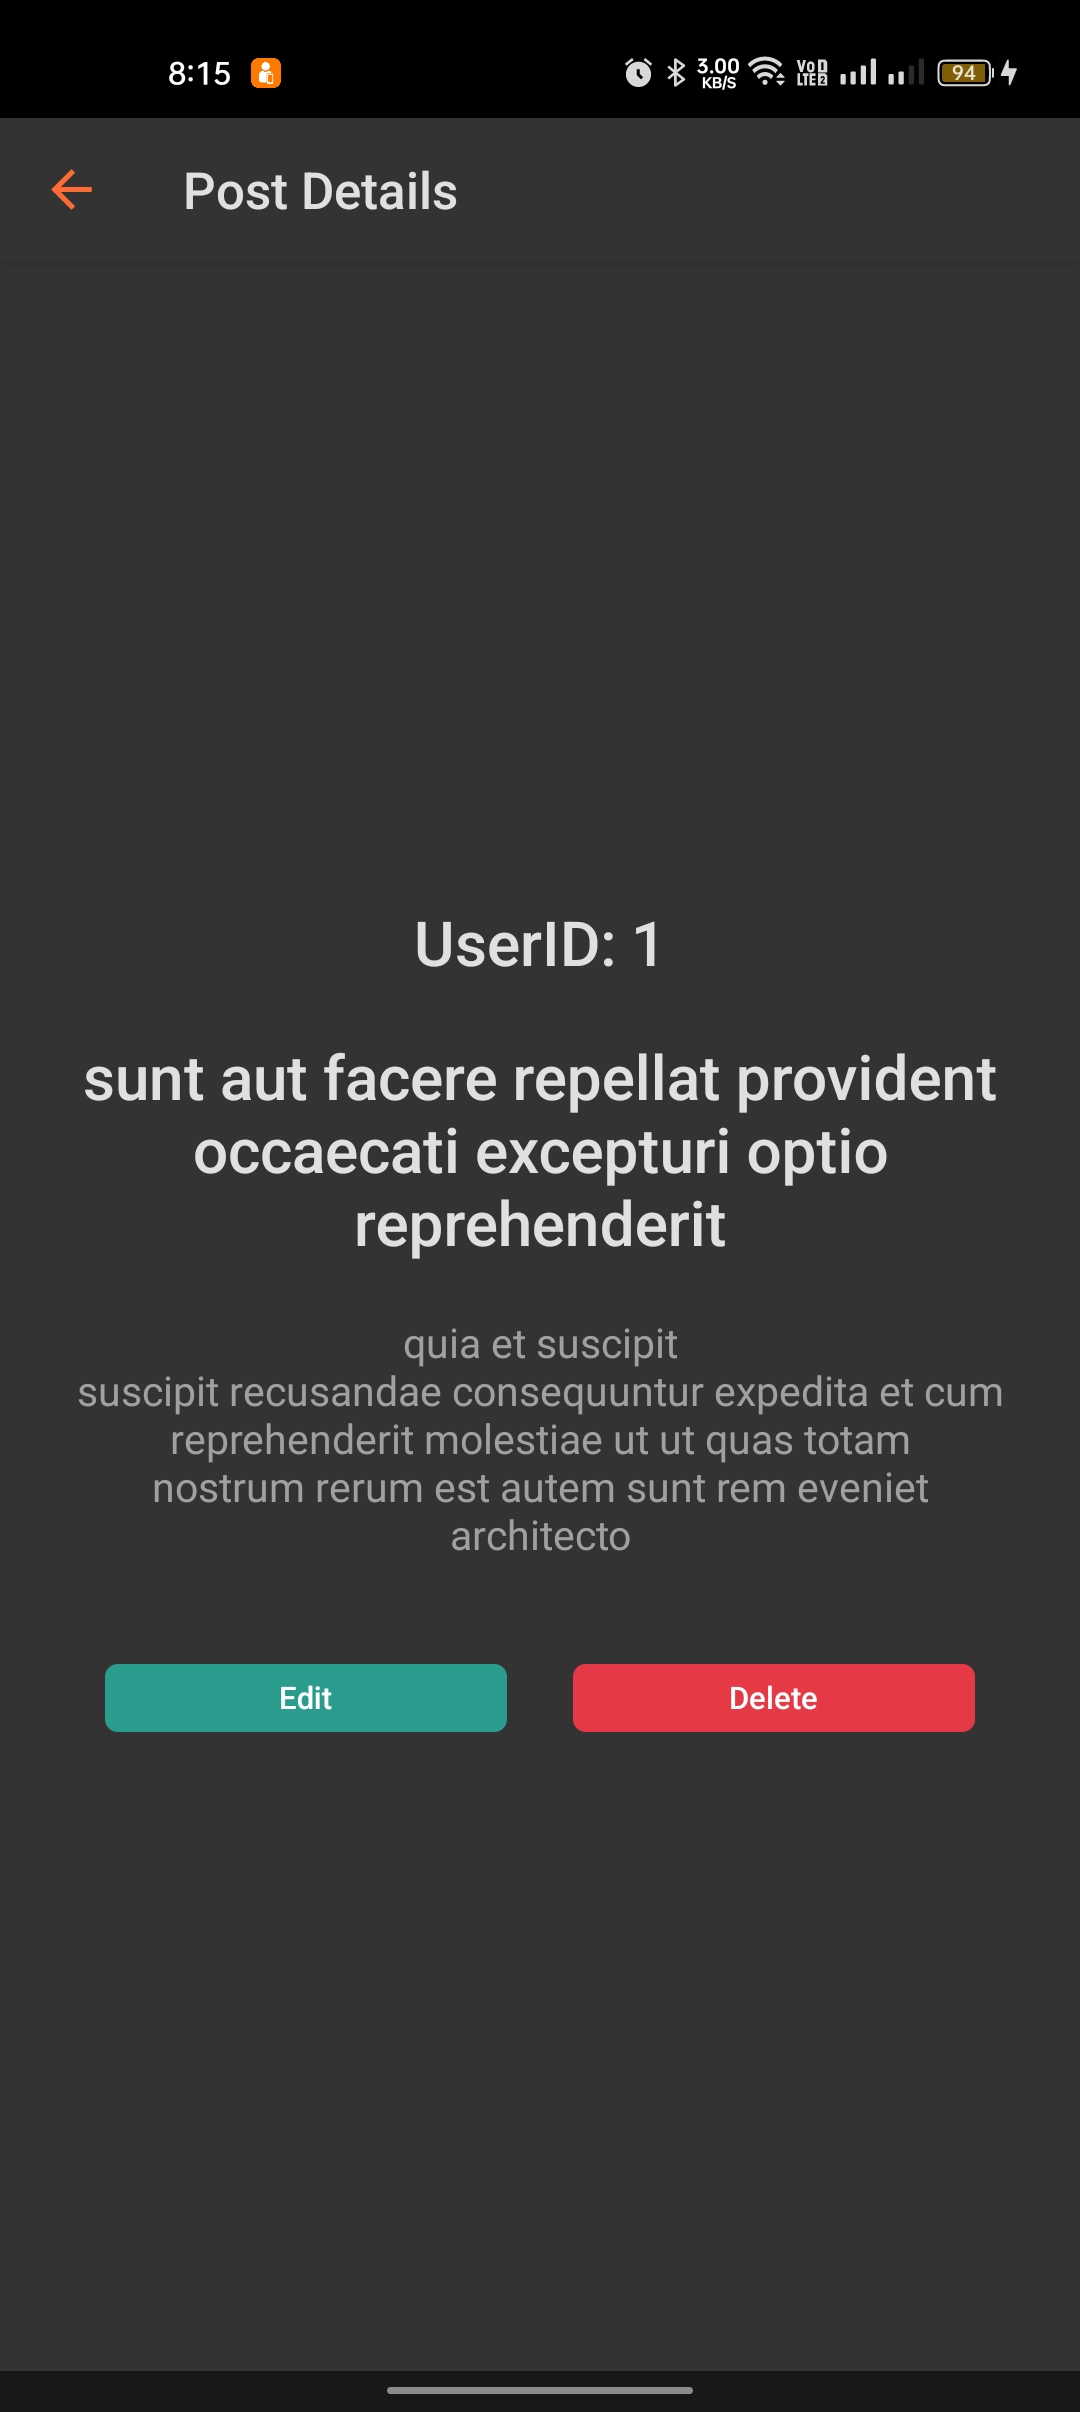 8:15
3.00
KB/S
Vo D
LTE 2
94
Post Details
UserID: 1
sunt aut facere repellat provident
occaecati excepturi optio
reprehenderit
quia et suscipit
suscipit recusandae consequuntur expedita et cum
reprehenderit molestiae ut ut quas totam
nostrum rerum est autem sunt rem eveniet
architecto
Edit
Delete